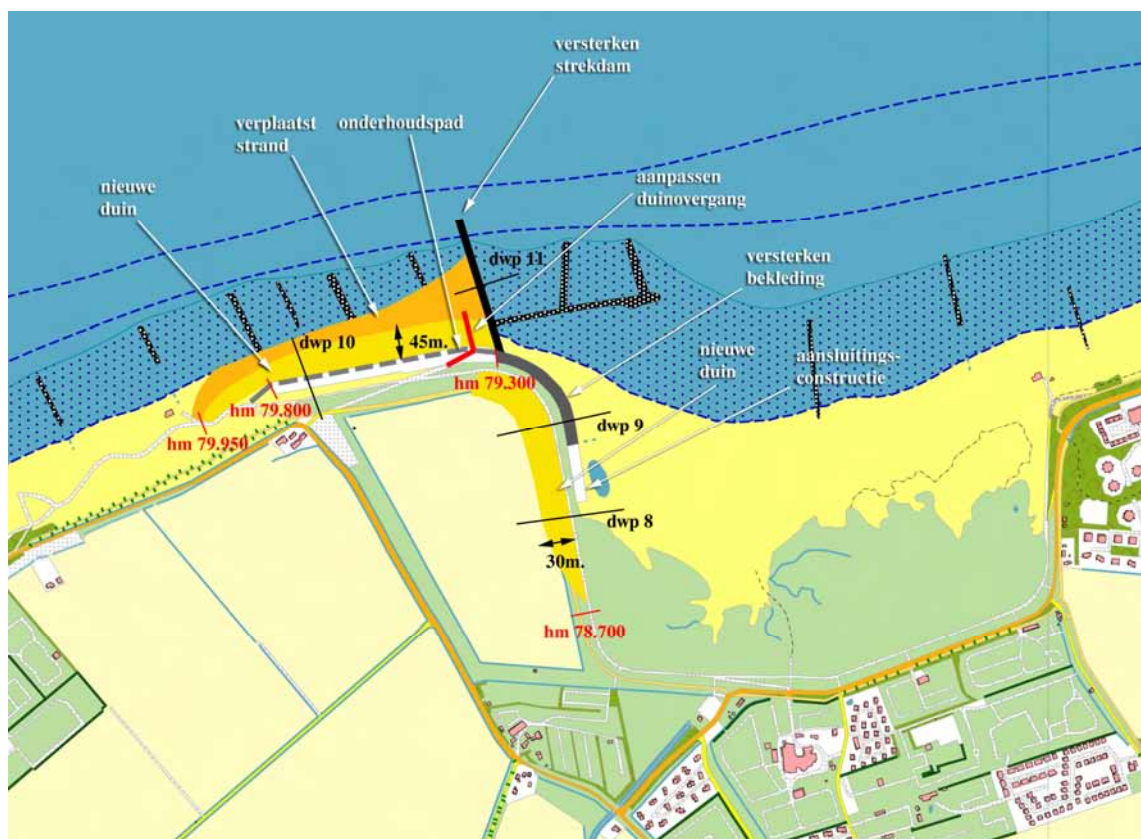 versterken
strekdam
verplaatst
strand
onderhoudspad
aanpassen
duinovergang
nieuwe
duin
dwp 11
versterken
bekleding
dwp 10
45m.
nieuwe
duin
aansluitings-
constructie
hm 79.300
hm 79.800
hm 79.950
dwp 9
dwp 8
30m.
hm 78.700